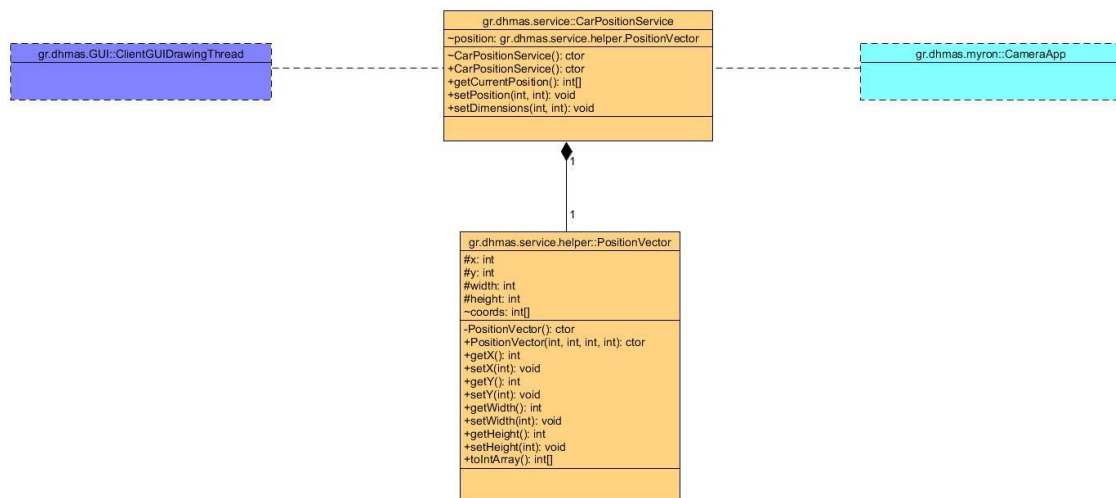 gr.dhmas.service::CarPositionService
~position: gr.dhmas.service.helper.PositionVector
~CarPositionService(): ctor
+CarPositionService(): ctor
+getCurrentPosition(): int[]
+setPosition(int, int): void
+setDimensions(int, int): void
gr.dhmas.GUI::ClientGUIDrawingThread
gr.dhmas.myron::CameraApp
1
1
gr.dhmas.service.helper::PositionVector
#x: int
#y: int
#width: int
#height: int
~coords: int[]
-PositionVector(): ctor
+PositionVector(int, int, int, int): ctor
+getX(): int
+setX(int): void
+getY(): int
+setY(int): void
+getWidth(): int
+setWidth(int): void
+getHeight(): int
+setHeight(int): void
+toIntArray(): int[]